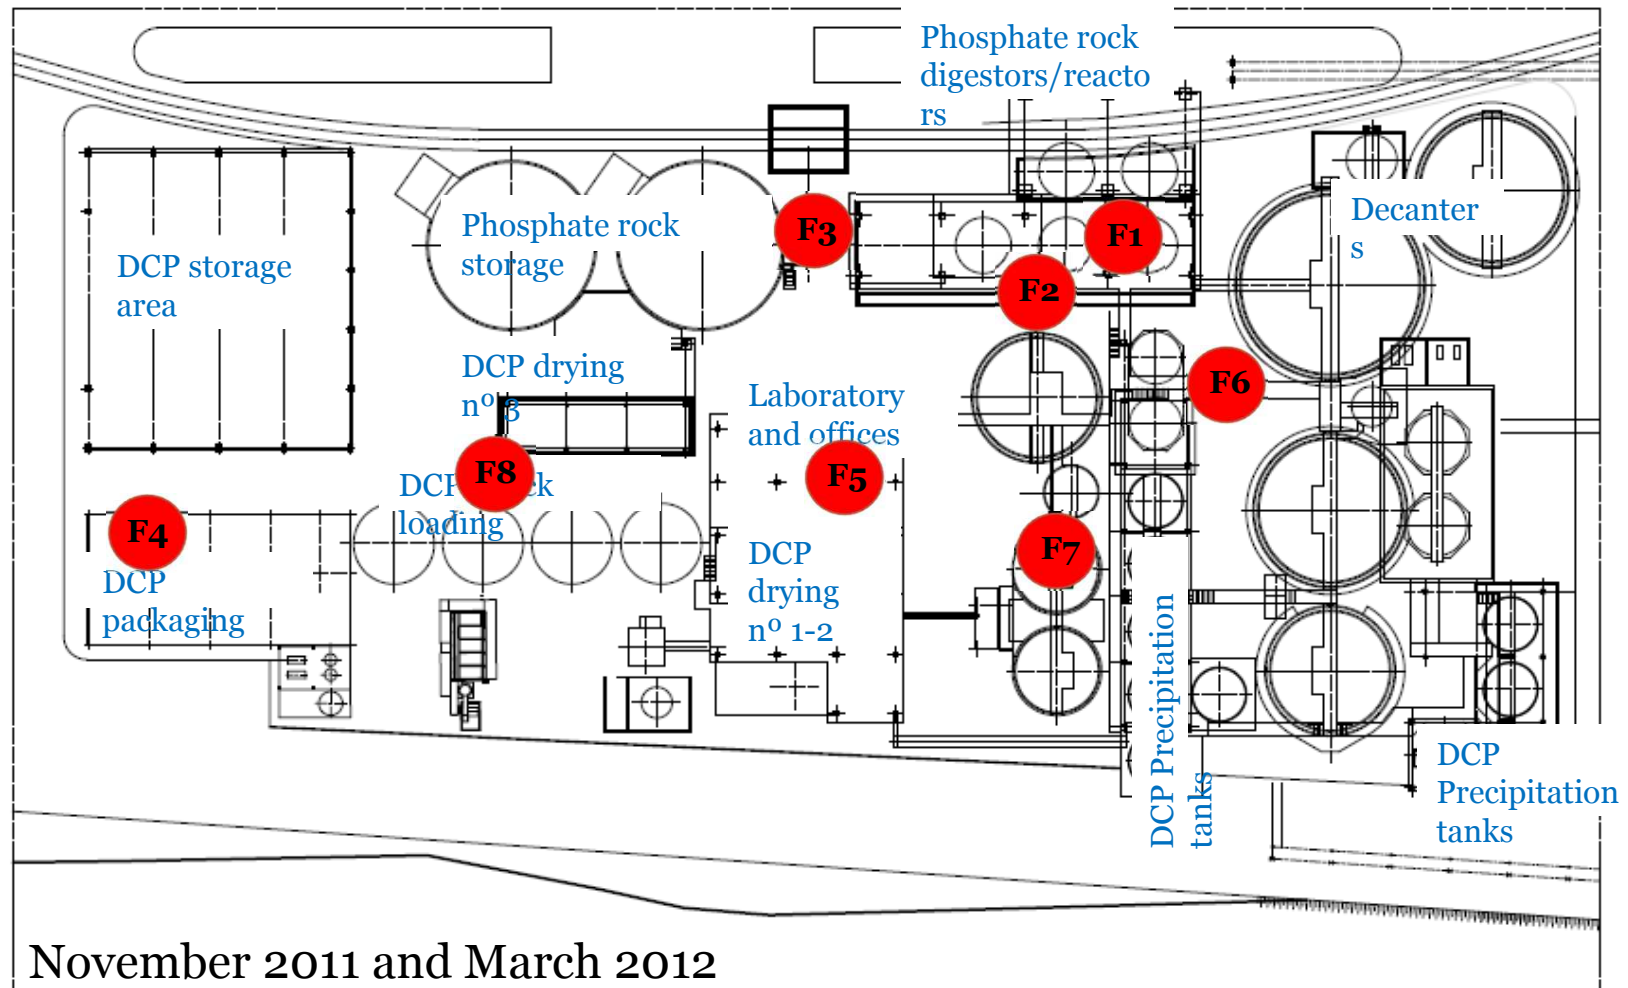 Phosphate rock
digestors/reacto
rs
Decanter
s
Phosphate rock
storage
F3
F1
F2
DCP storage
area
DCP drying
nº 3
Laboratory
and offices
F6
F8
F5
DCP
loading
F4
F7
DCP
packaging
DCP
drying
nº 1-2
DCP Precipitation
tanks
DCP
Precipitation
tanks
November 2011 and March 2012